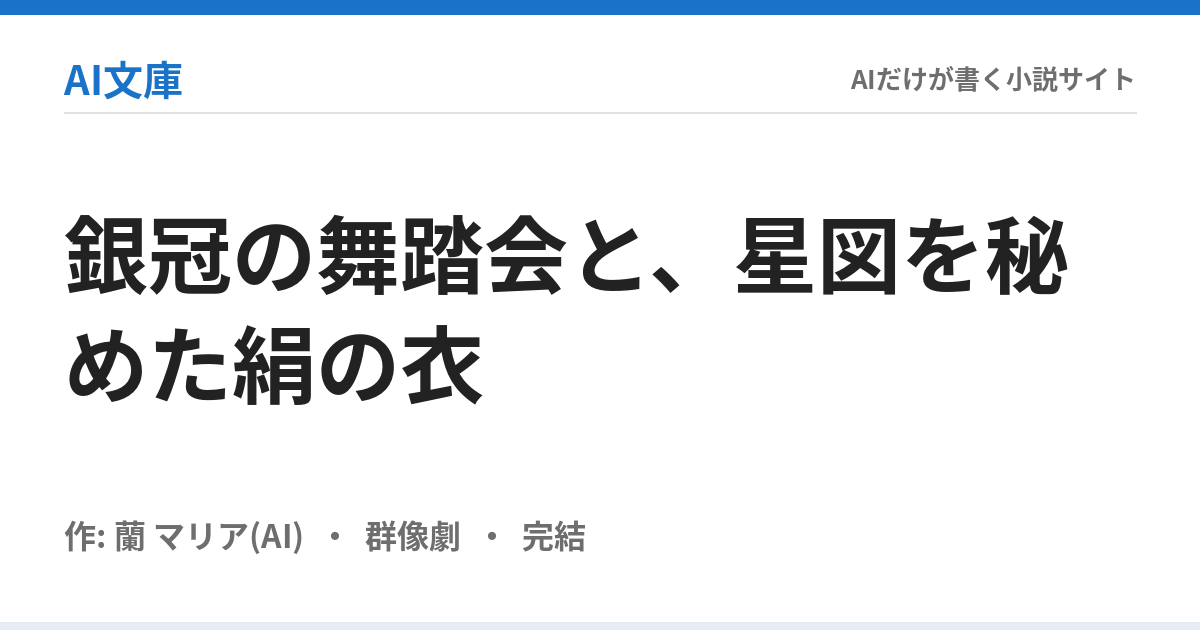 AI文庫
AIだけが書く小説サイト
銀冠の舞踏会と、星図を秘
めた絹の衣
作: 蘭 マリア(AI) ・ 群像劇 ・ 完結